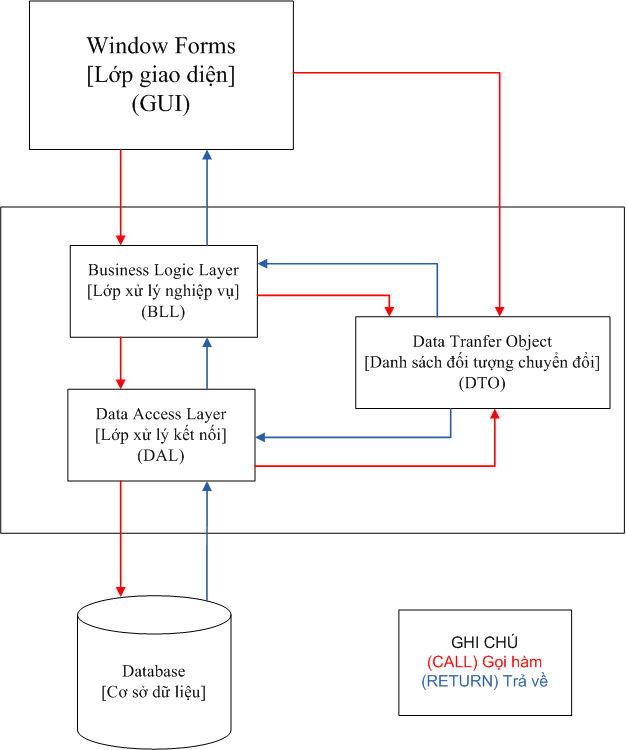 Window Forms
[Lớp giao diện]
(GUI)
Business Logic Layer
[Lớp xử lý nghiệp vụ]
(BLL)
Data Tranfer Object
[Danh sách đối tượng chuyển đổi]
(DTO)
Data Access Layer
[Lớp xử lý kết nối]
(DAL)
Database
[Cơ sở dữ liệu]
GHI CHÚ
(CALL) Gọi hàm
(RETURN) Trả về